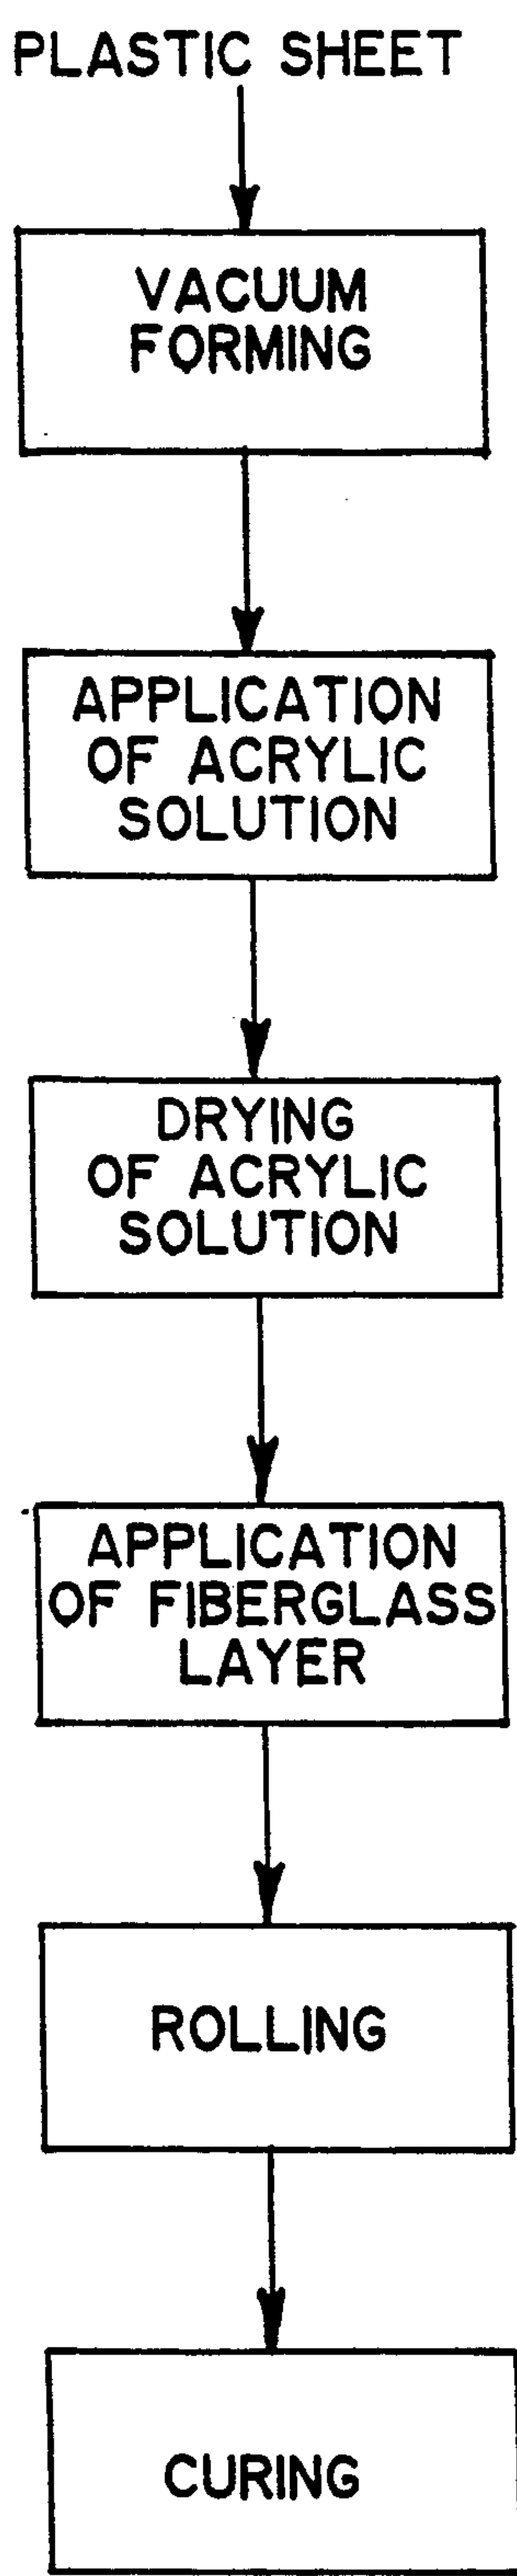 PLASTIC SHEET
VACUUM
FORMING
APPLICATION
OF ACRYLIC
SOLUTION
DRYING
OF ACRYLIC
SOLUTION
APPLICATION
OF FIBERGLASS
LAYER
ROLLING
CURING